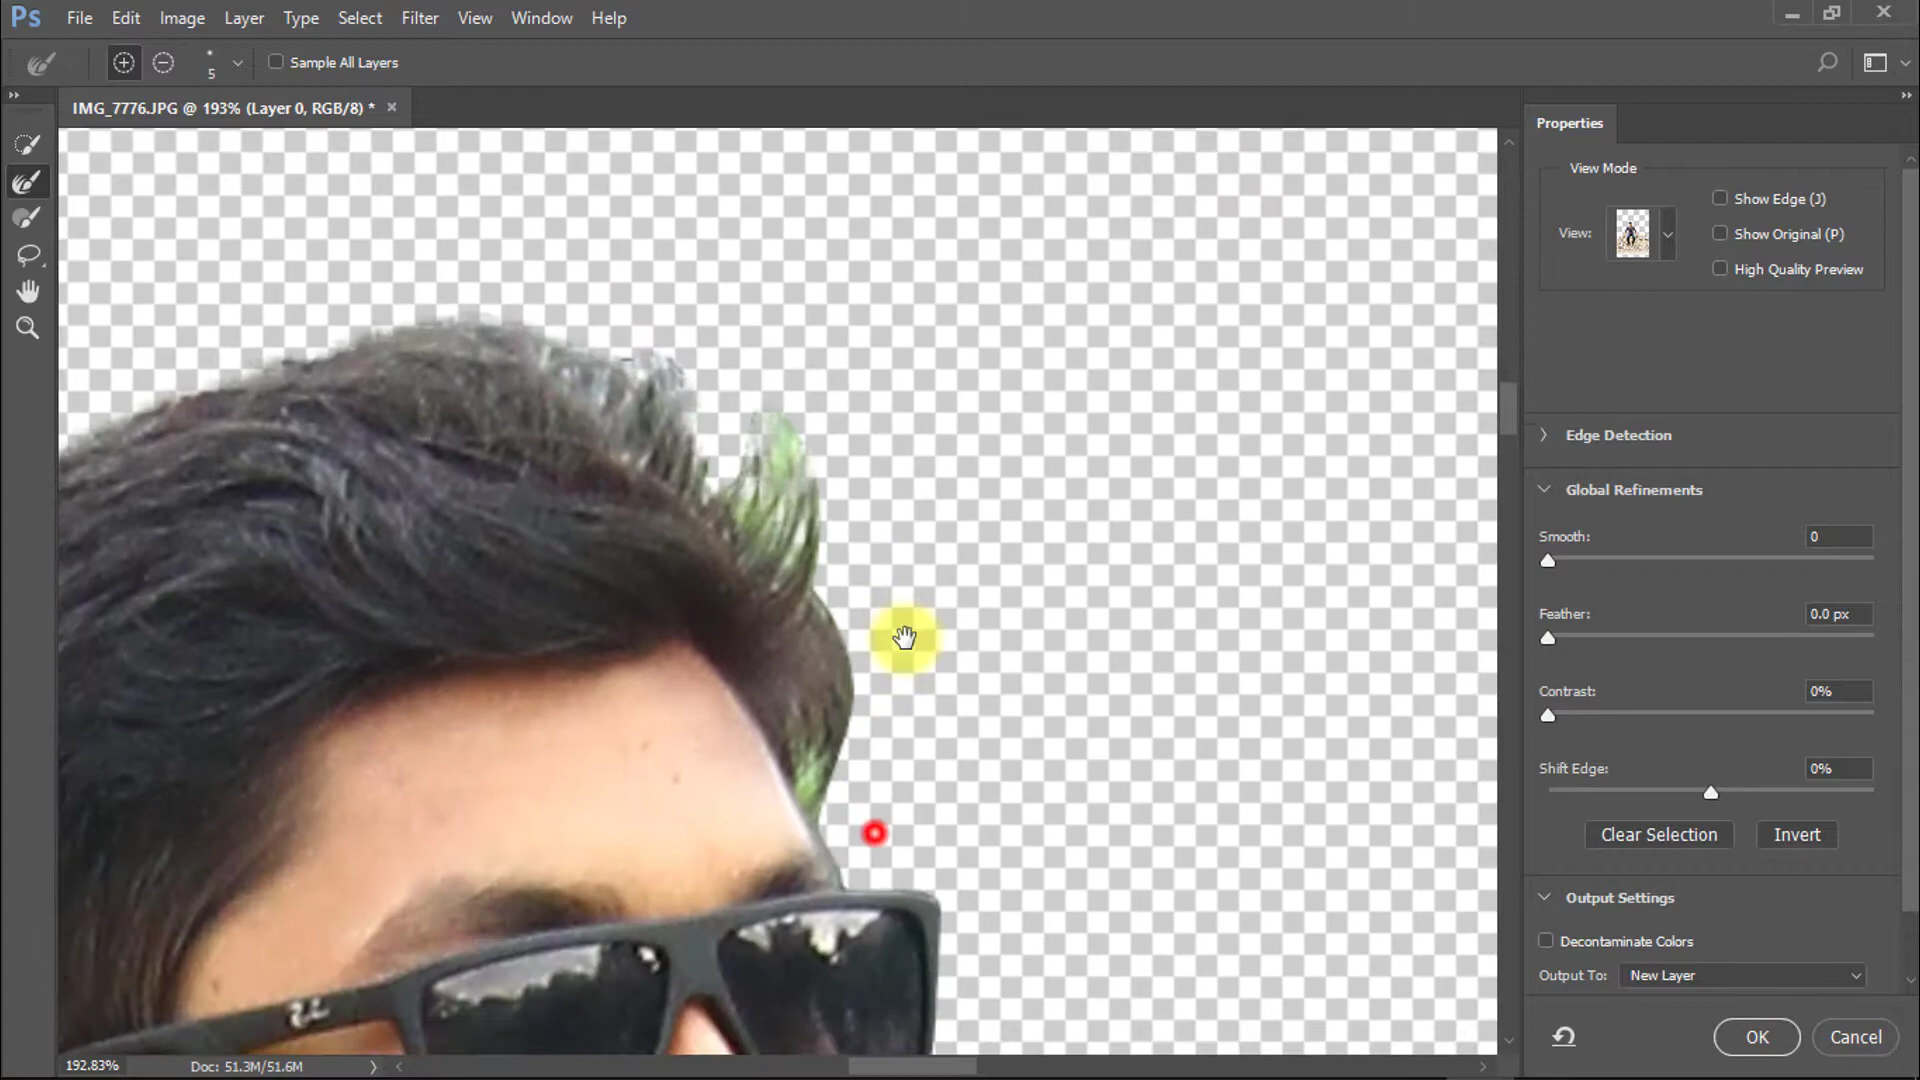 Ps File Edit Image Layer Type Select Filter View Window Help
5 Sample All Layers
IMG_7776.JPG @ 193% (Layer 0, RGB/8) *
Properties
View Mode
Show Edge (J)
View:
Show Original (P)
High Quality Preview
Edge Detection
Global Refinements
Smooth: 0
Feather: 0.0 px
Contrast: 0%
Shift Edge: 0%
Clear Selection Invert
Output Settings
Decontaminate Colors
Output To: New Layer
OK Cancel
192.83% Doc: 51.3M/51.6M